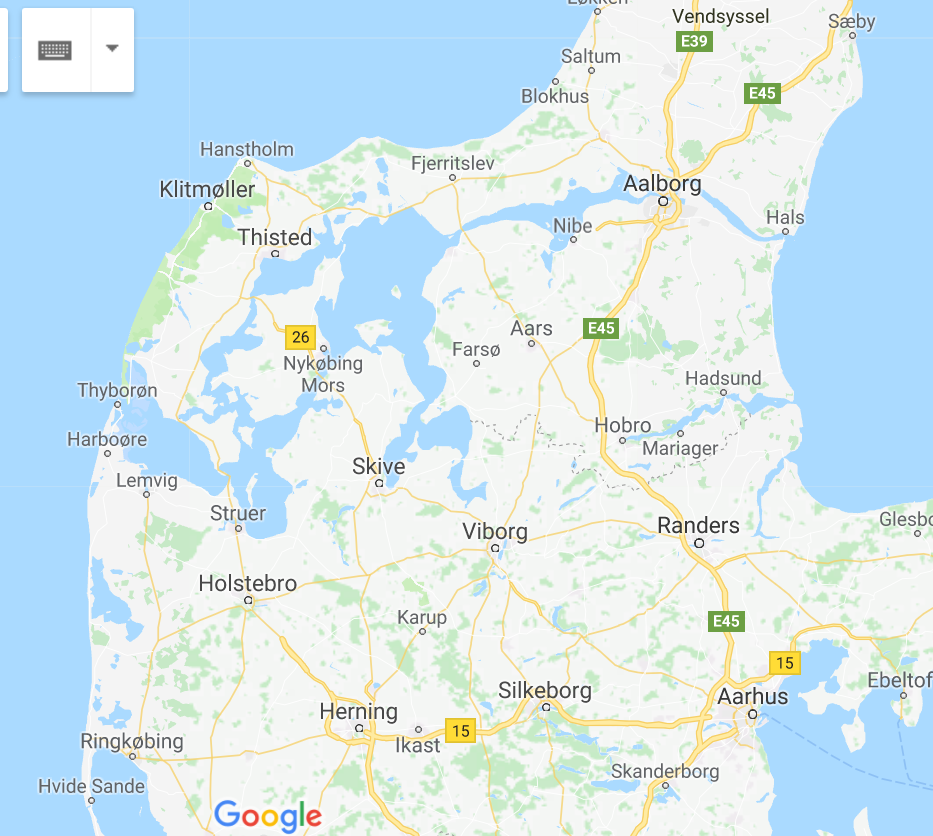 Løkken
Vendsyssel
Sæby
E39
Saltum
E45
Blokhus
Hanstholm
Fjerritslev
Klitmøller
Aalborg
Hals
Nibe
Thisted
Aars
E45
26
Farsø
Nykøbing
Mors
Hadsund
Thyborøn
Hobro
Harboøre
Mariager
Skive
Lemvig
Struer
Glesbo
Randers
Viborg
Holstebro
Karup
E45
15
Ebeltof
Silkeborg
Aarhus
Herning
15
Ikast
Ringkøbing
Skanderborg
Hvide Sande
Google